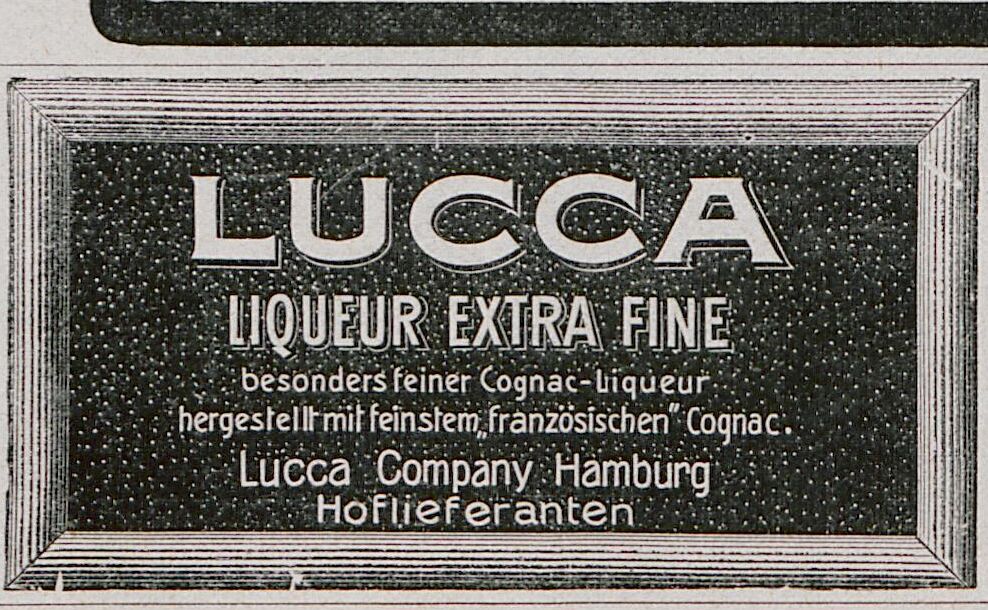 LUCCA
LIQUEUR EXTRA FINE
besonders feiner Cognac-Liqueur
hergestellt mit feinstem „französischen” Cognac.
Lucca Company Hamburg
Hoflieferanten